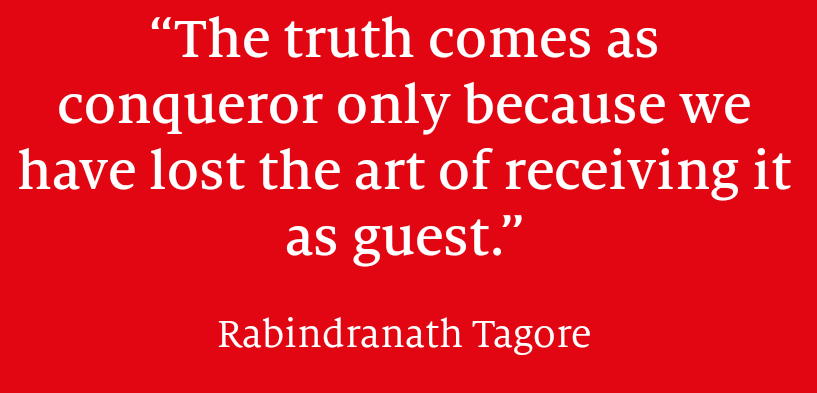 “The truth comes as
conqueror only because we
have lost the art of receiving it
as guest.”
Rabindranath Tagore